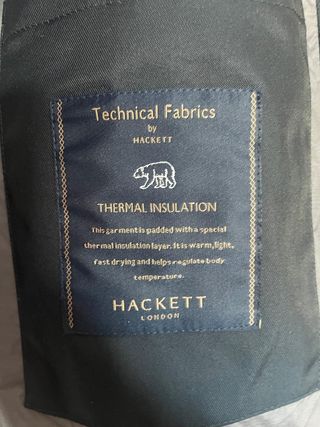 Technical Fabrics
by
HACKETT
THERMAL INSULATION
This garment is padded with a special
thermal insulation layer. It is warm, light,
fast drying and helps regulate body
temperature.
HACKETT
LONDON